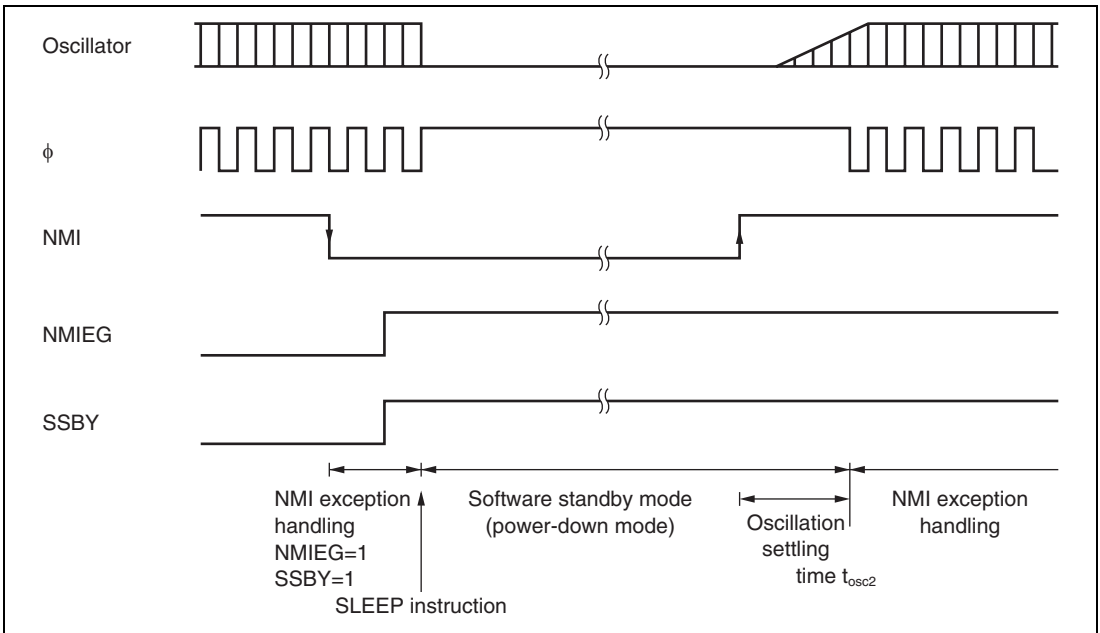 Oscillator
ϕ
NMI
NMIEG
SSBY
NMI exception
handling
NMIEG=1
SSBY=1
SLEEP instruction
Software standby mode
(power-down mode)
Oscillation
settling
time tosc2
NMI exception
handling